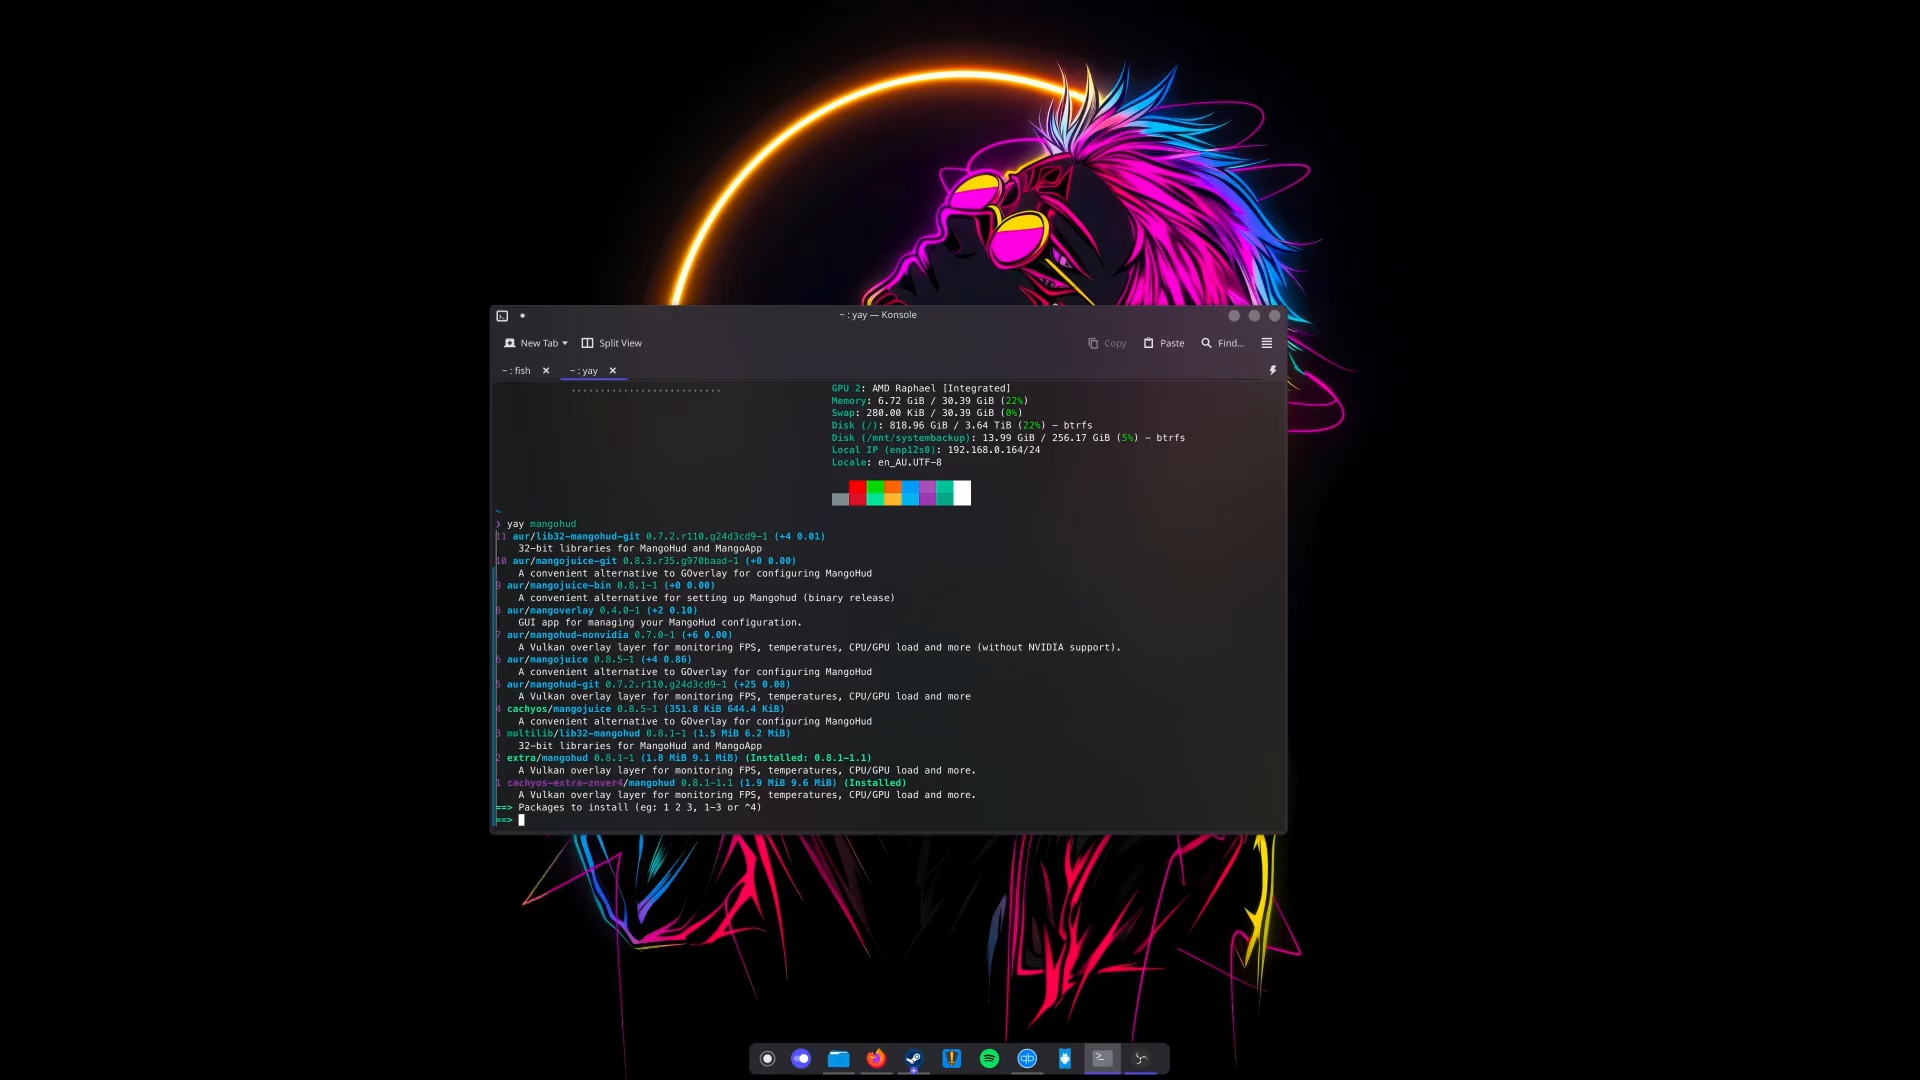 ~ : yay — Konsole
New Tab
Split View
Copy
Paste
Find...
~ : fish
~ : yay
GPU 2: AMD Raphael [Integrated]
Memory: 6.72 GiB / 30.39 GiB (22%)
Swap: 280.00 KiB / 30.39 GiB (0%)
Disk (/): 818.96 GiB / 3.64 TiB (22%) - btrfs
Disk (/mnt/systembackup): 13.99 GiB / 256.17 GiB (5%) - btrfs
Local IP (enp12s0): 192.168.0.164/24
Locale: en_AU.UTF-8
~
❯ yay mangohud
11 aur/lib32-mangohud-git 0.7.2.r110.g24d3cd9-1 (+4 0.01)
32-bit libraries for MangoHud and MangoApp
10 aur/mangojuice-git 0.8.3.r35.g970baad-1 (+0 0.00)
A convenient alternative to GOverlay for configuring MangoHud
9 aur/mangojuice-bin 0.8.1-1 (+0 0.00)
A convenient alternative for setting up Mangohud (binary release)
8 aur/mangoverlay 0.4.0-1 (+2 0.10)
GUI app for managing your MangoHud configuration.
7 aur/mangohud-nonvidia 0.7.0-1 (+6 0.00)
A Vulkan overlay layer for monitoring FPS, temperatures, CPU/GPU load and more (without NVIDIA support).
6 aur/mangojuice 0.8.5-1 (+4 0.86)
A convenient alternative to GOverlay for configuring MangoHud
5 aur/mangohud-git 0.7.2.r110.g24d3cd9-1 (+25 0.08)
A Vulkan overlay layer for monitoring FPS, temperatures, CPU/GPU load and more
4 cachyos/mangojuice 0.8.5-1 (351.8 KiB 644.4 KiB)
A convenient alternative to GOverlay for configuring MangoHud
3 multilib/lib32-mangohud 0.8.1-1 (1.5 MiB 6.2 MiB)
32-bit libraries for MangoHud and MangoApp
2 extra/mangohud 0.8.1-1 (1.8 MiB 9.1 MiB) (Installed: 0.8.1-1.1)
A Vulkan overlay layer for monitoring FPS, temperatures, CPU/GPU load and more.
1 cachyos-extra-znver4/mangohud 0.8.1-1.1 (1.9 MiB 9.6 MiB) (Installed)
A Vulkan overlay layer for monitoring FPS, temperatures, CPU/GPU load and more.
==> Packages to install (eg: 1 2 3, 1-3 or ^4)
==>
qb